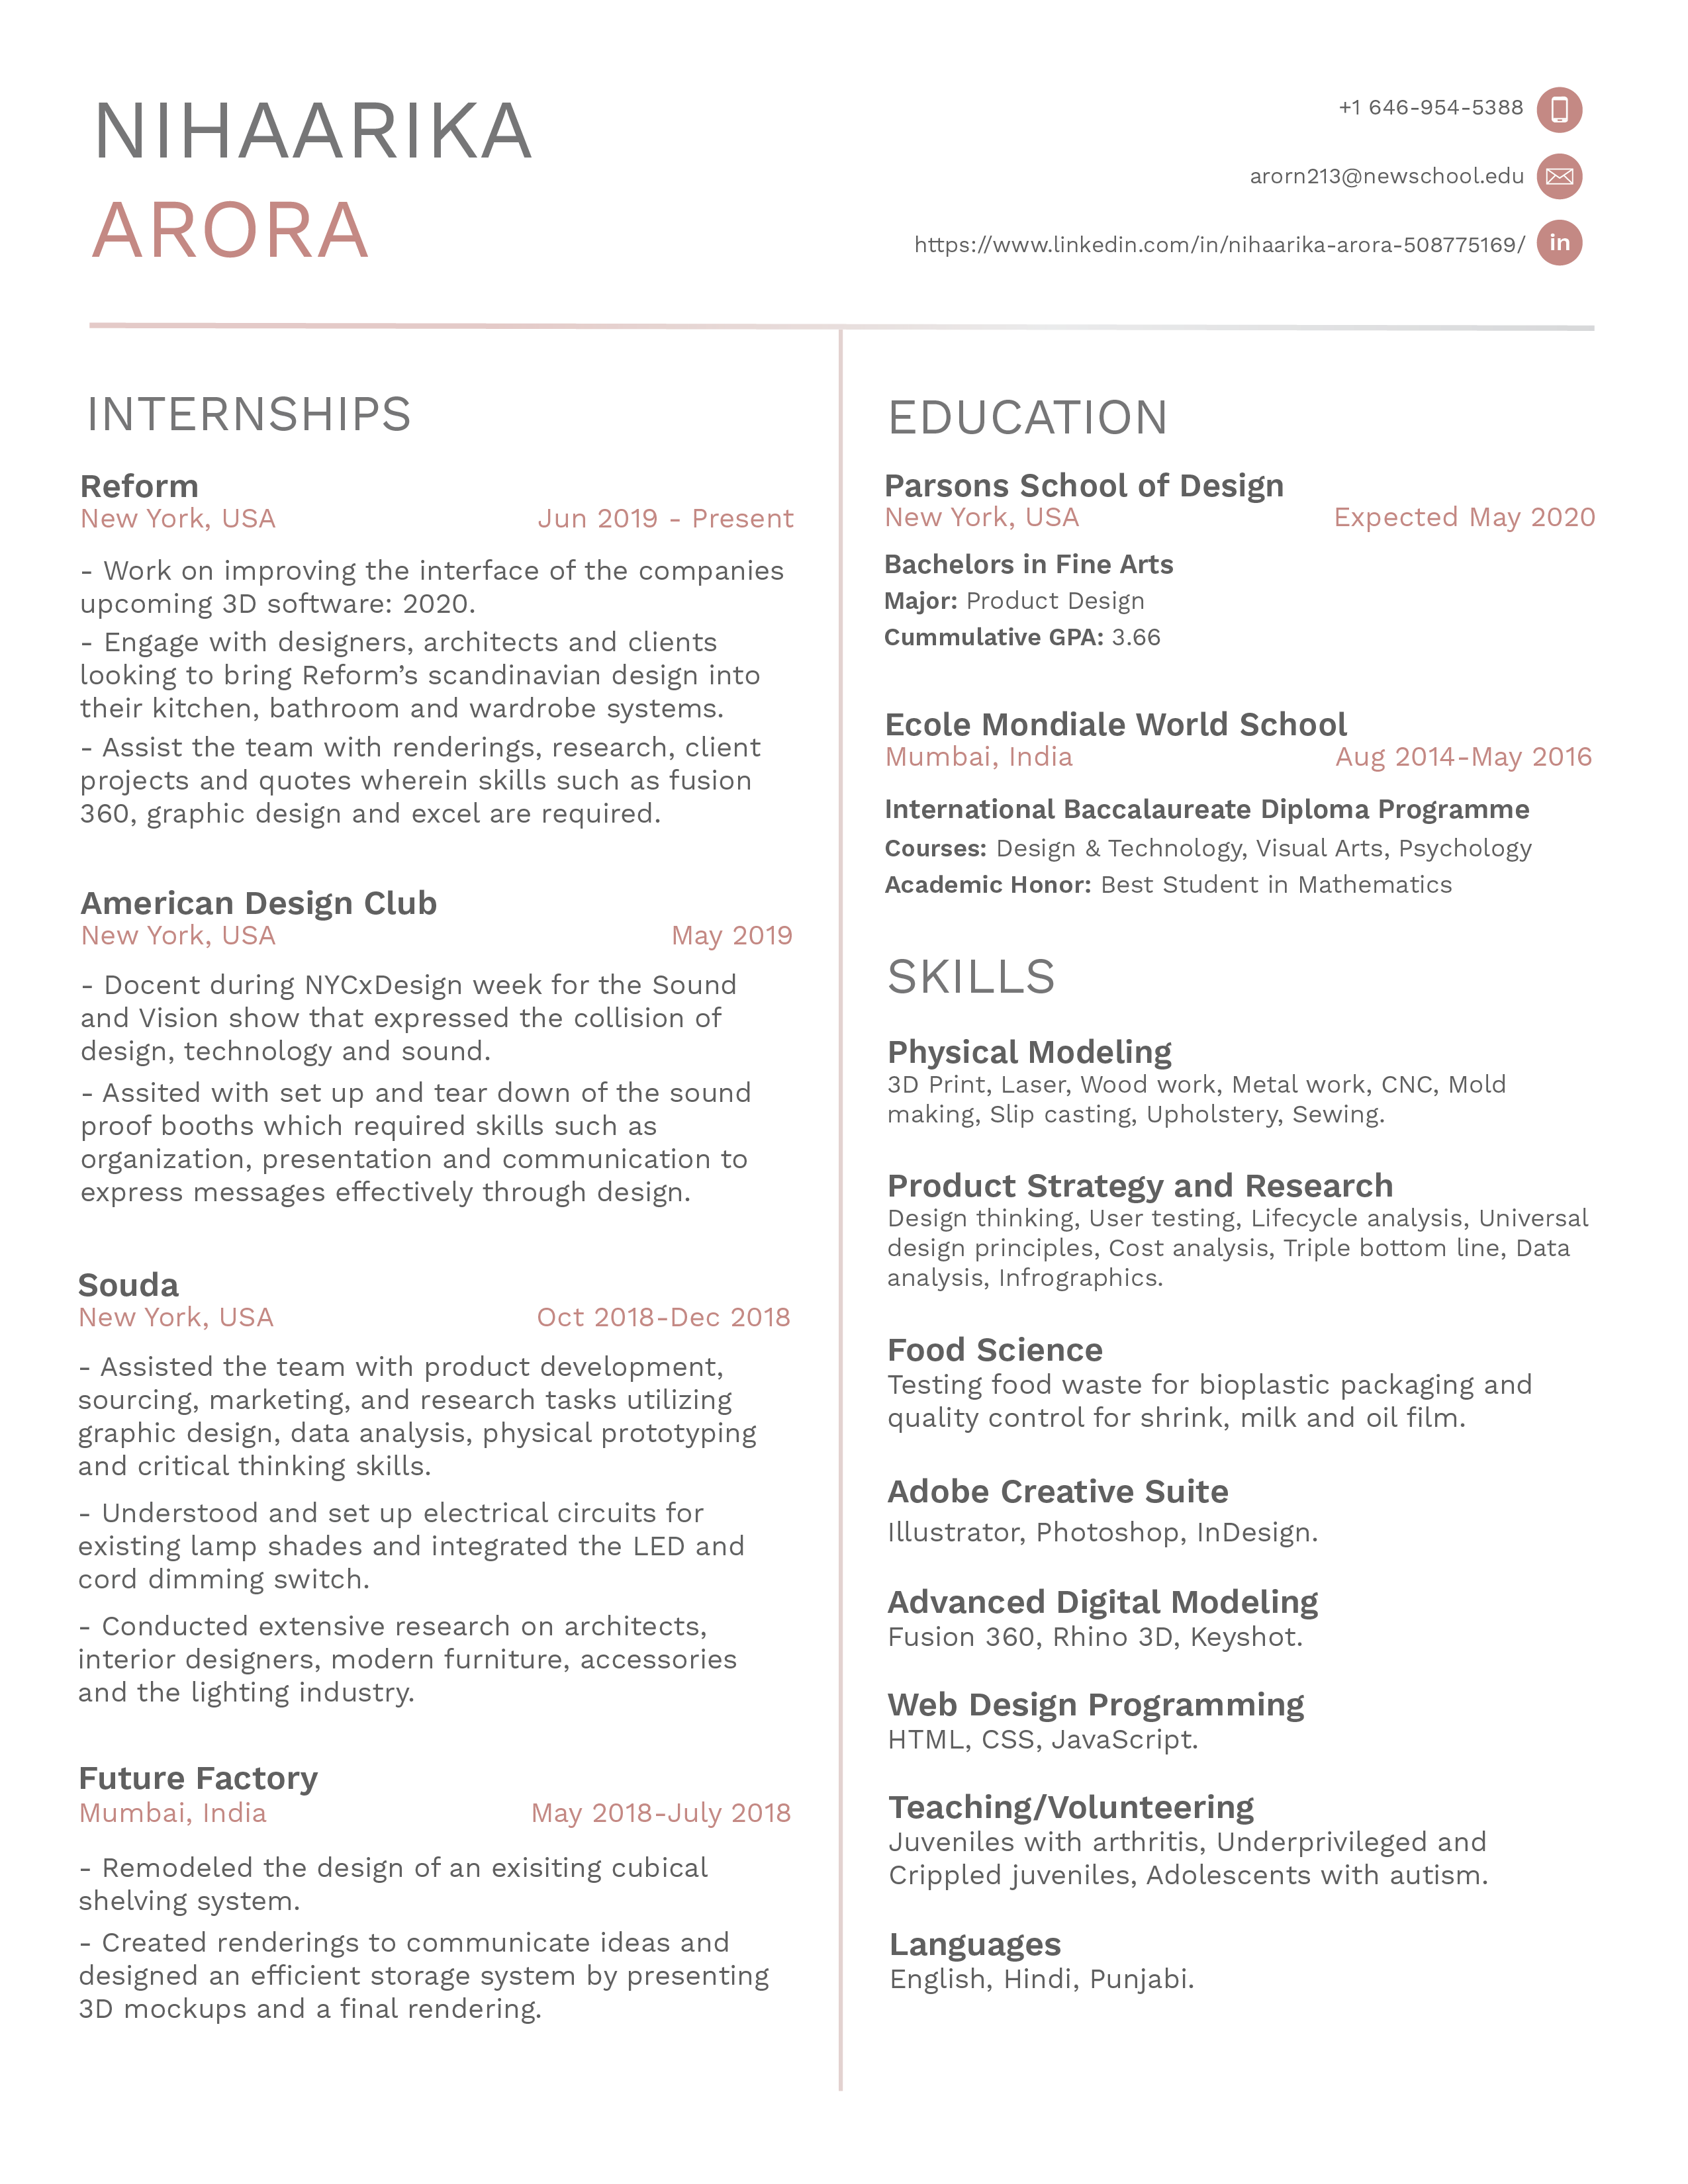 NIHAARIKA
ARORA
+1 646-954-5388
arorn213@newschool.edu
https://www.linkedin.com/in/nihaarika-arora-508775169/
in
INTERNSHIPS
Reform
New York, USA Jun 2019 - Present
- Work on improving the interface of the companies
upcoming 3D software: 2020.
- Engage with designers, architects and clients
looking to bring Reform’s scandinavian design into
their kitchen, bathroom and wardrobe systems.
- Assist the team with renderings, research, client
projects and quotes wherein skills such as fusion
360, graphic design and excel are required.
American Design Club
New York, USA May 2019
- Docent during NYCxDesign week for the Sound
and Vision show that expressed the collision of
design, technology and sound.
- Assited with set up and tear down of the sound
proof booths which required skills such as
organization, presentation and communication to
express messages effectively through design.
Souda
New York, USA Oct 2018-Dec 2018
- Assisted the team with product development,
sourcing, marketing, and research tasks utilizing
graphic design, data analysis, physical prototyping
and critical thinking skills.
- Understood and set up electrical circuits for
existing lamp shades and integrated the LED and
cord dimming switch.
- Conducted extensive research on architects,
interior designers, modern furniture, accessories
and the lighting industry.
Future Factory
Mumbai, India May 2018-July 2018
- Remodeled the design of an exisiting cubical
shelving system.
- Created renderings to communicate ideas and
designed an efficient storage system by presenting
3D mockups and a final rendering.
EDUCATION
Parsons School of Design
New York, USA Expected May 2020
Bachelors in Fine Arts
Major: Product Design
Cummulative GPA: 3.66
Ecole Mondiale World School
Mumbai, India Aug 2014-May 2016
International Baccalaureate Diploma Programme
Courses: Design & Technology, Visual Arts, Psychology
Academic Honor: Best Student in Mathematics
SKILLS
Physical Modeling
3D Print, Laser, Wood work, Metal work, CNC, Mold
making, Slip casting, Upholstery, Sewing.
Product Strategy and Research
Design thinking, User testing, Lifecycle analysis, Universal
design principles, Cost analysis, Triple bottom line, Data
analysis, Infrographics.
Food Science
Testing food waste for bioplastic packaging and
quality control for shrink, milk and oil film.
Adobe Creative Suite
Illustrator, Photoshop, InDesign.
Advanced Digital Modeling
Fusion 360, Rhino 3D, Keyshot.
Web Design Programming
HTML, CSS, JavaScript.
Teaching/Volunteering
Juveniles with arthritis, Underprivileged and
Crippled juveniles, Adolescents with autism.
Languages
English, Hindi, Punjabi.